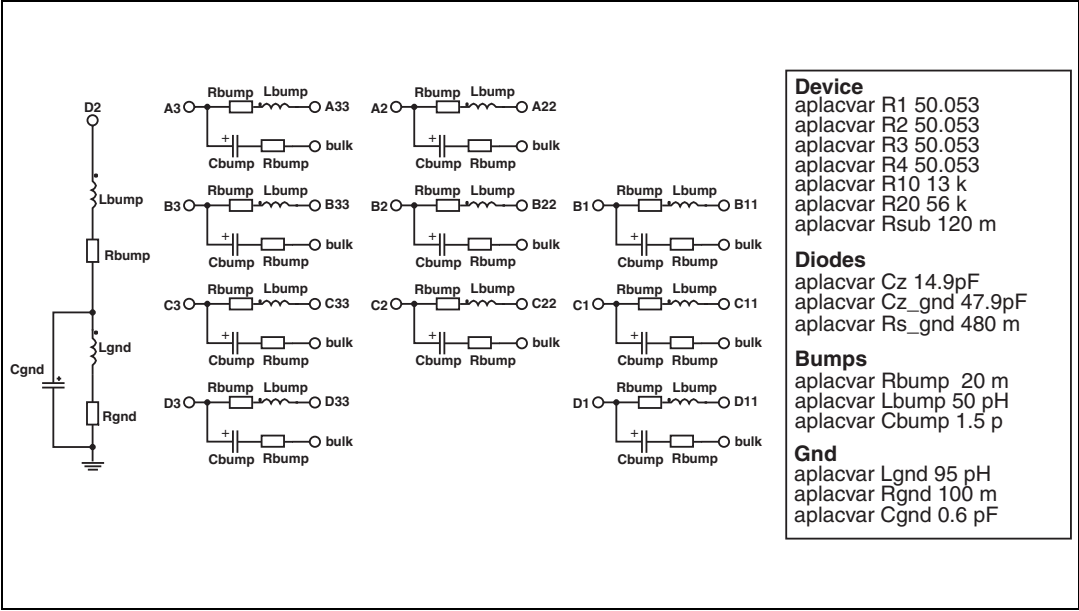 D2
Lbump
Rbump
Lgnd
Cgnd
Rgnd
Rbump Lbump
A3 A33
+ bulk
Cbump Rbump
Rbump Lbump
A2 A22
+ bulk
Cbump Rbump
Rbump Lbump
B3 B33
+ bulk
Cbump Rbump
Rbump Lbump
B2 B22
+ bulk
Cbump Rbump
Rbump Lbump
B1 B11
+ bulk
Cbump Rbump
Rbump Lbump
C3 C33
+ bulk
Cbump Rbump
Rbump Lbump
C2 C22
+ bulk
Cbump Rbump
Rbump Lbump
C1 C11
+ bulk
Cbump Rbump
Rbump Lbump
D3 D33
+ bulk
Cbump Rbump
Rbump Lbump
D1 D11
+ bulk
Cbump Rbump
Device
aplacvar R1 50.053
aplacvar R2 50.053
aplacvar R3 50.053
aplacvar R4 50.053
aplacvar R10 13 k
aplacvar R20 56 k
aplacvar Rsub 120 m
Diodes
aplacvar Cz 14.9pF
aplacvar Cz_gnd 47.9pF
aplacvar Rs_gnd 480 m
Bumps
aplacvar Rbump 20 m
aplacvar Lbump 50 pH
aplacvar Cbump 1.5 p
Gnd
aplacvar Lgnd 95 pH
aplacvar Rgnd 100 m
aplacvar Cgnd 0.6 pF